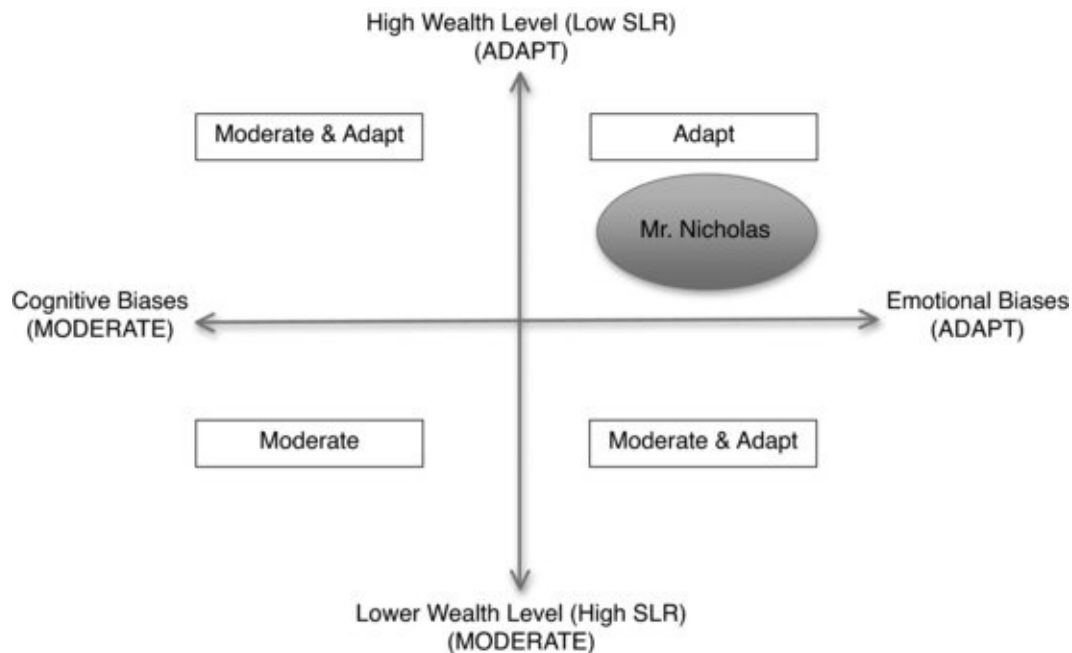 High Wealth Level (Low SLR)
(ADAPT)
Moderate & Adapt
Adapt
Mr. Nicholas
Cognitive Biases
(MODERATE)
Emotional Biases
(ADAPT)
Moderate
Moderate & Adapt
Lower Wealth Level (High SLR)
(MODERATE)